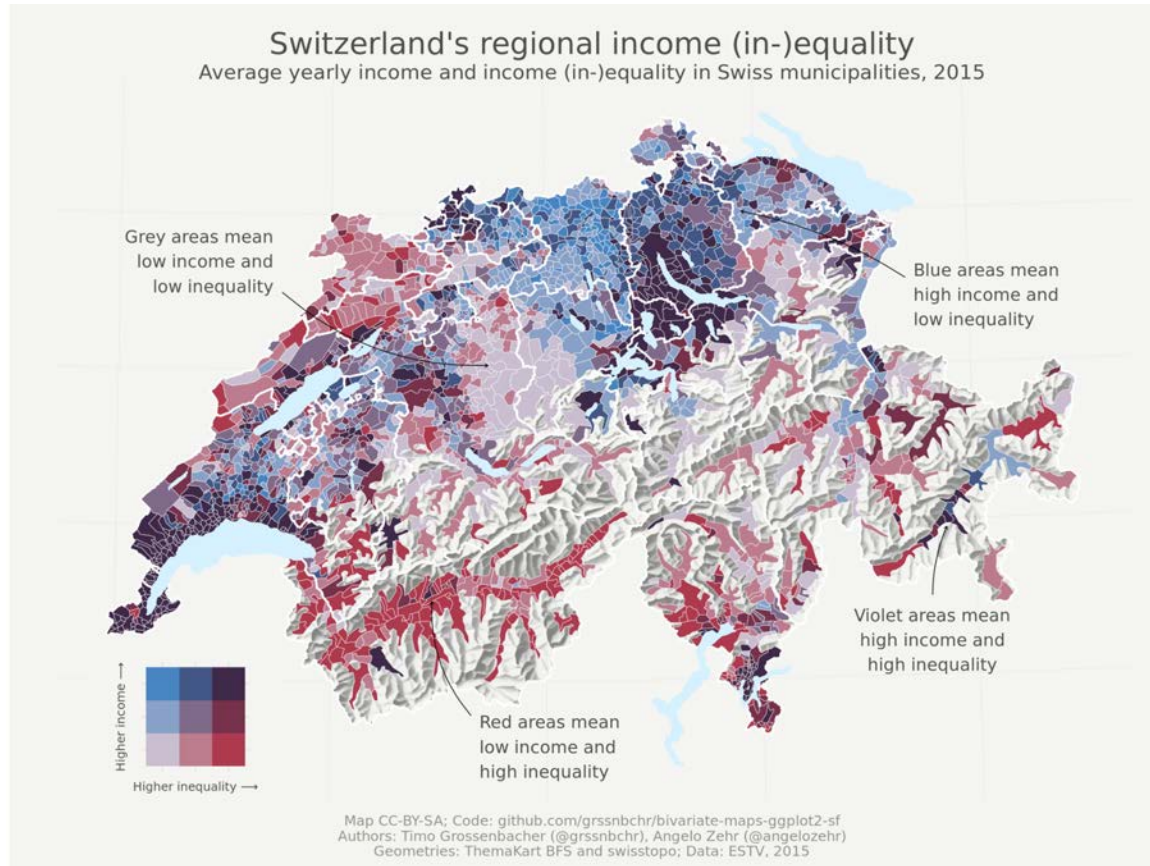 Switzerland's regional income (in-)equality
Average yearly income and income (in-)equality in Swiss municipalities, 2015
Grey areas mean
low income and
low inequality
Blue areas mean
high income and
low inequality
Violet areas mean
high income and
high inequality
Red areas mean
low income and
high inequality
Higher income ⟶
Higher inequality ⟶
Map CC-BY-SA; Code: github.com/grssnbchr/bivariate-maps-ggplot2-sf
Authors: Timo Grossenbacher (@grssnbchr), Angelo Zehr (@angelozehr)
Geometries: ThemaKart BFS and swisstopo; Data: ESTV, 2015